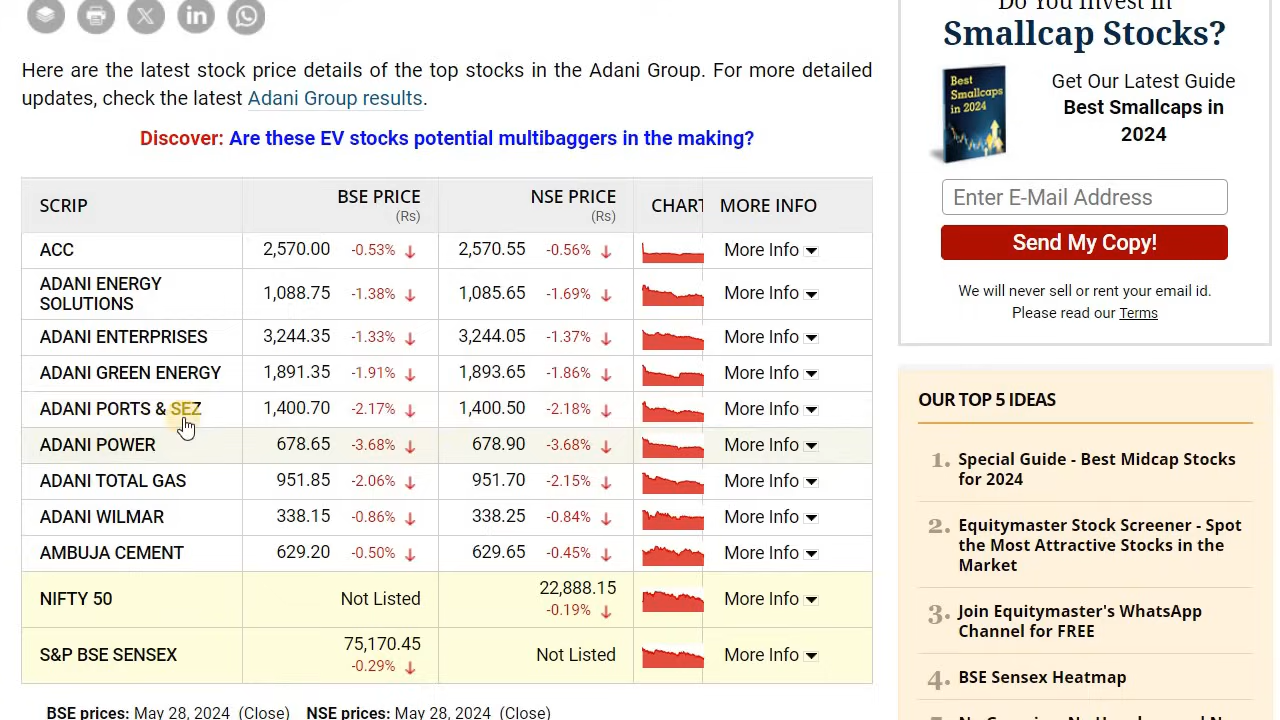 Do You Invest in
Smallcap Stocks?
Here are the latest stock price details of the top stocks in the Adani Group. For more detailed
updates, check the latest Adani Group results.
Discover: Are these EV stocks potential multibaggers in the making?
Best
Smallcaps
in 2024
Get Our Latest Guide
Best Smallcaps in
2024
Enter E-Mail Address
Send My Copy!
We will never sell or rent your email id.
Please read our Terms
SCRIP BSE PRICE (Rs) NSE PRICE (Rs) CHART MORE INFO
ACC 2,570.00 -0.53% ↓ 2,570.55 -0.56% ↓ More Info
ADANI ENERGY
SOLUTIONS 1,088.75 -1.38% ↓ 1,085.65 -1.69% ↓ More Info
ADANI ENTERPRISES 3,244.35 -1.33% ↓ 3,244.05 -1.37% ↓ More Info
ADANI GREEN ENERGY 1,891.35 -1.91% ↓ 1,893.65 -1.86% ↓ More Info
ADANI PORTS & SEZ 1,400.70 -2.17% ↓ 1,400.50 -2.18% ↓ More Info
ADANI POWER 678.65 -3.68% ↓ 678.90 -3.68% ↓ More Info
ADANI TOTAL GAS 951.85 -2.06% ↓ 951.70 -2.15% ↓ More Info
ADANI WILMAR 338.15 -0.86% ↓ 338.25 -0.84% ↓ More Info
AMBUJA CEMENT 629.20 -0.50% ↓ 629.65 -0.45% ↓ More Info
NIFTY 50 Not Listed 22,888.15 -0.19% ↓ More Info
S&P BSE SENSEX 75,170.45 -0.29% ↓ Not Listed More Info
BSE prices: May 28, 2024 (Close) NSE prices: May 28, 2024 (Close)
OUR TOP 5 IDEAS
1. Special Guide - Best Midcap Stocks
for 2024
2. Equitymaster Stock Screener - Spot
the Most Attractive Stocks in the
Market
3. Join Equitymaster's WhatsApp
Channel for FREE
4. BSE Sensex Heatmap